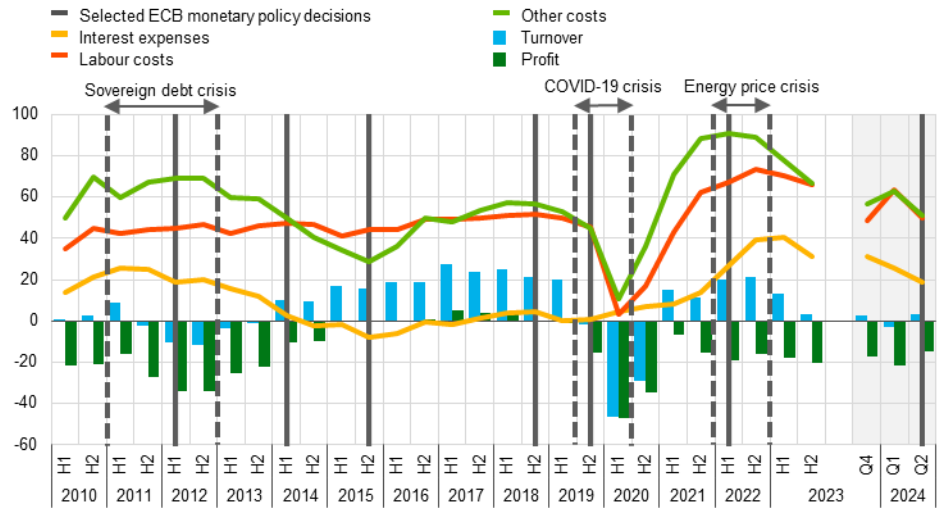 Selected ECB monetary policy decisions
Interest expenses
Labour costs
Other costs
Turnover
Profit
Sovereign debt crisis
COVID-19 crisis
Energy price crisis
100
80
60
40
20
0
-20
-40
-60
H1 H2 H1 H2 H1 H2 H1 H2 H1 H2 H1 H2 H1 H2 H1 H2 H1 H2 H1 H2 H1 H2 H1 H2 H1 H2 H1 H2 Q4 Q1 Q2
2010 2011 2012 2013 2014 2015 2016 2017 2018 2019 2020 2021 2022 2023 2024